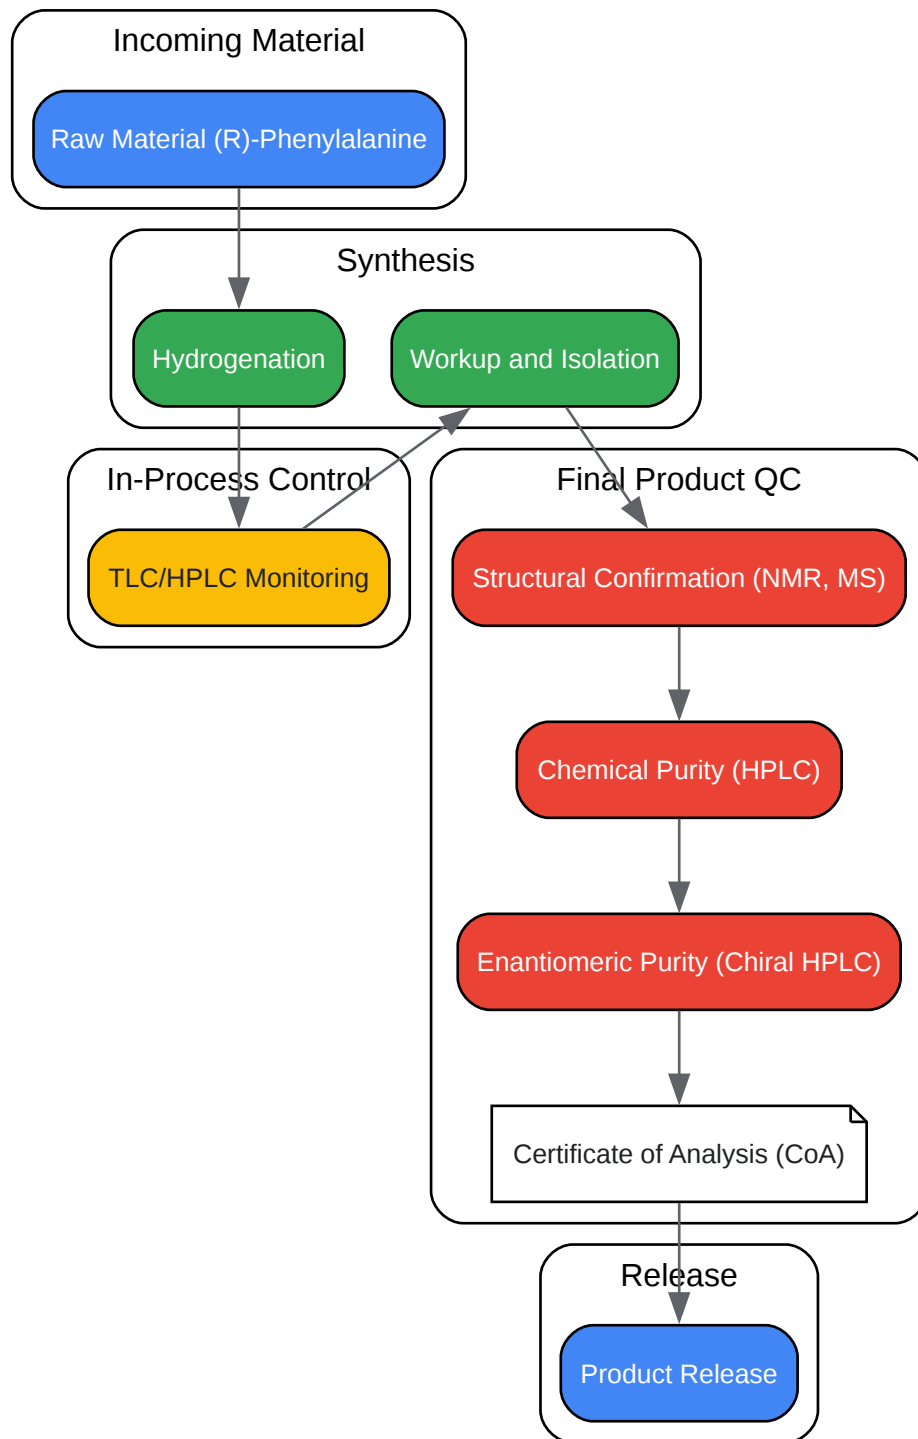 Incoming Material
Raw Material (R)-Phenylalanine
Synthesis
Hydrogenation
Workup and Isolation
In-Process Control
TLC/HPLC Monitoring
Final Product QC
Structural Confirmation (NMR, MS)
Chemical Purity (HPLC)
Enantiomeric Purity (Chiral HPLC)
Certificate of Analysis (CoA)
Release
Product Release